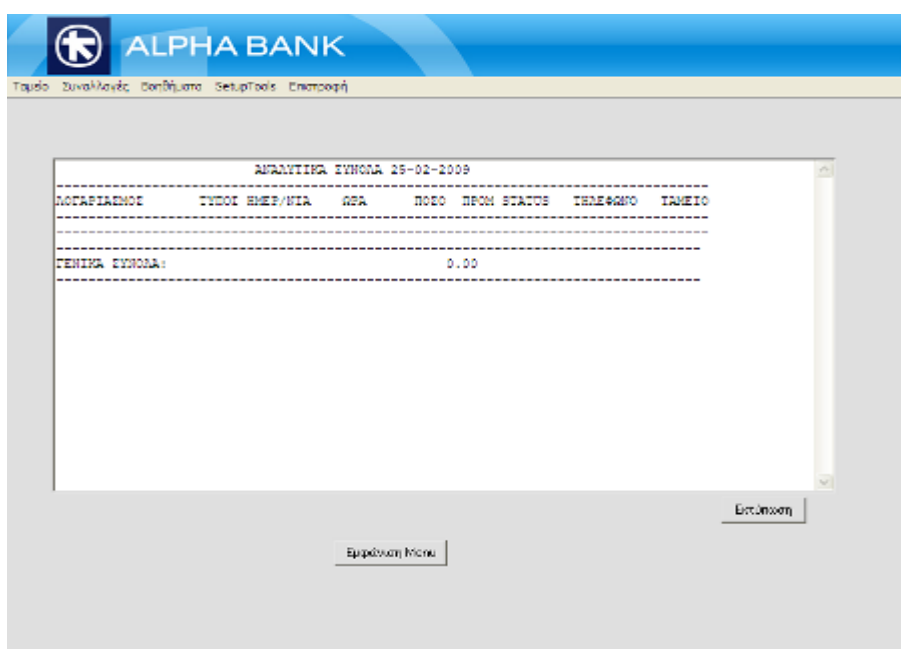 ALPHA BANK
Ταμείο Συναλλαγές Βοηθήματα SetupTools Επιστροφή
ΑΝΑΛΥΤΙΚΑ ΣΥΝΟΛΑ 25-02-2009
ΛΟΓΑΡΙΑΣΜΟΣ ΤΥΠΟΣ ΗΜΕΡ/ΝΙΑ ΩΡΑ ΠΟΣΟ ΠΡΟΜ STATUS ΤΗΛΕΦΩΝΟ ΤΑΜΕΙΟ
ΓΕΝΙΚΑ ΣΥΝΟΛΑ: 0.00
Εκτύπωση
Εμφάνιση Menu